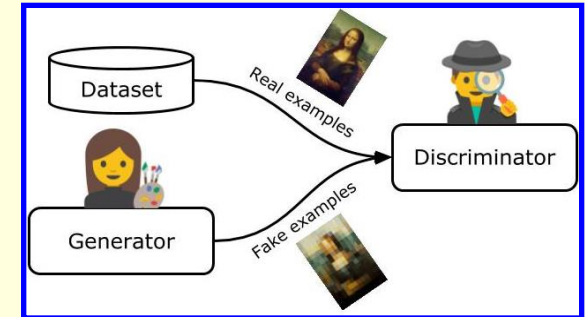 Dataset
Real examples
Discriminator
Generator
Fake examples